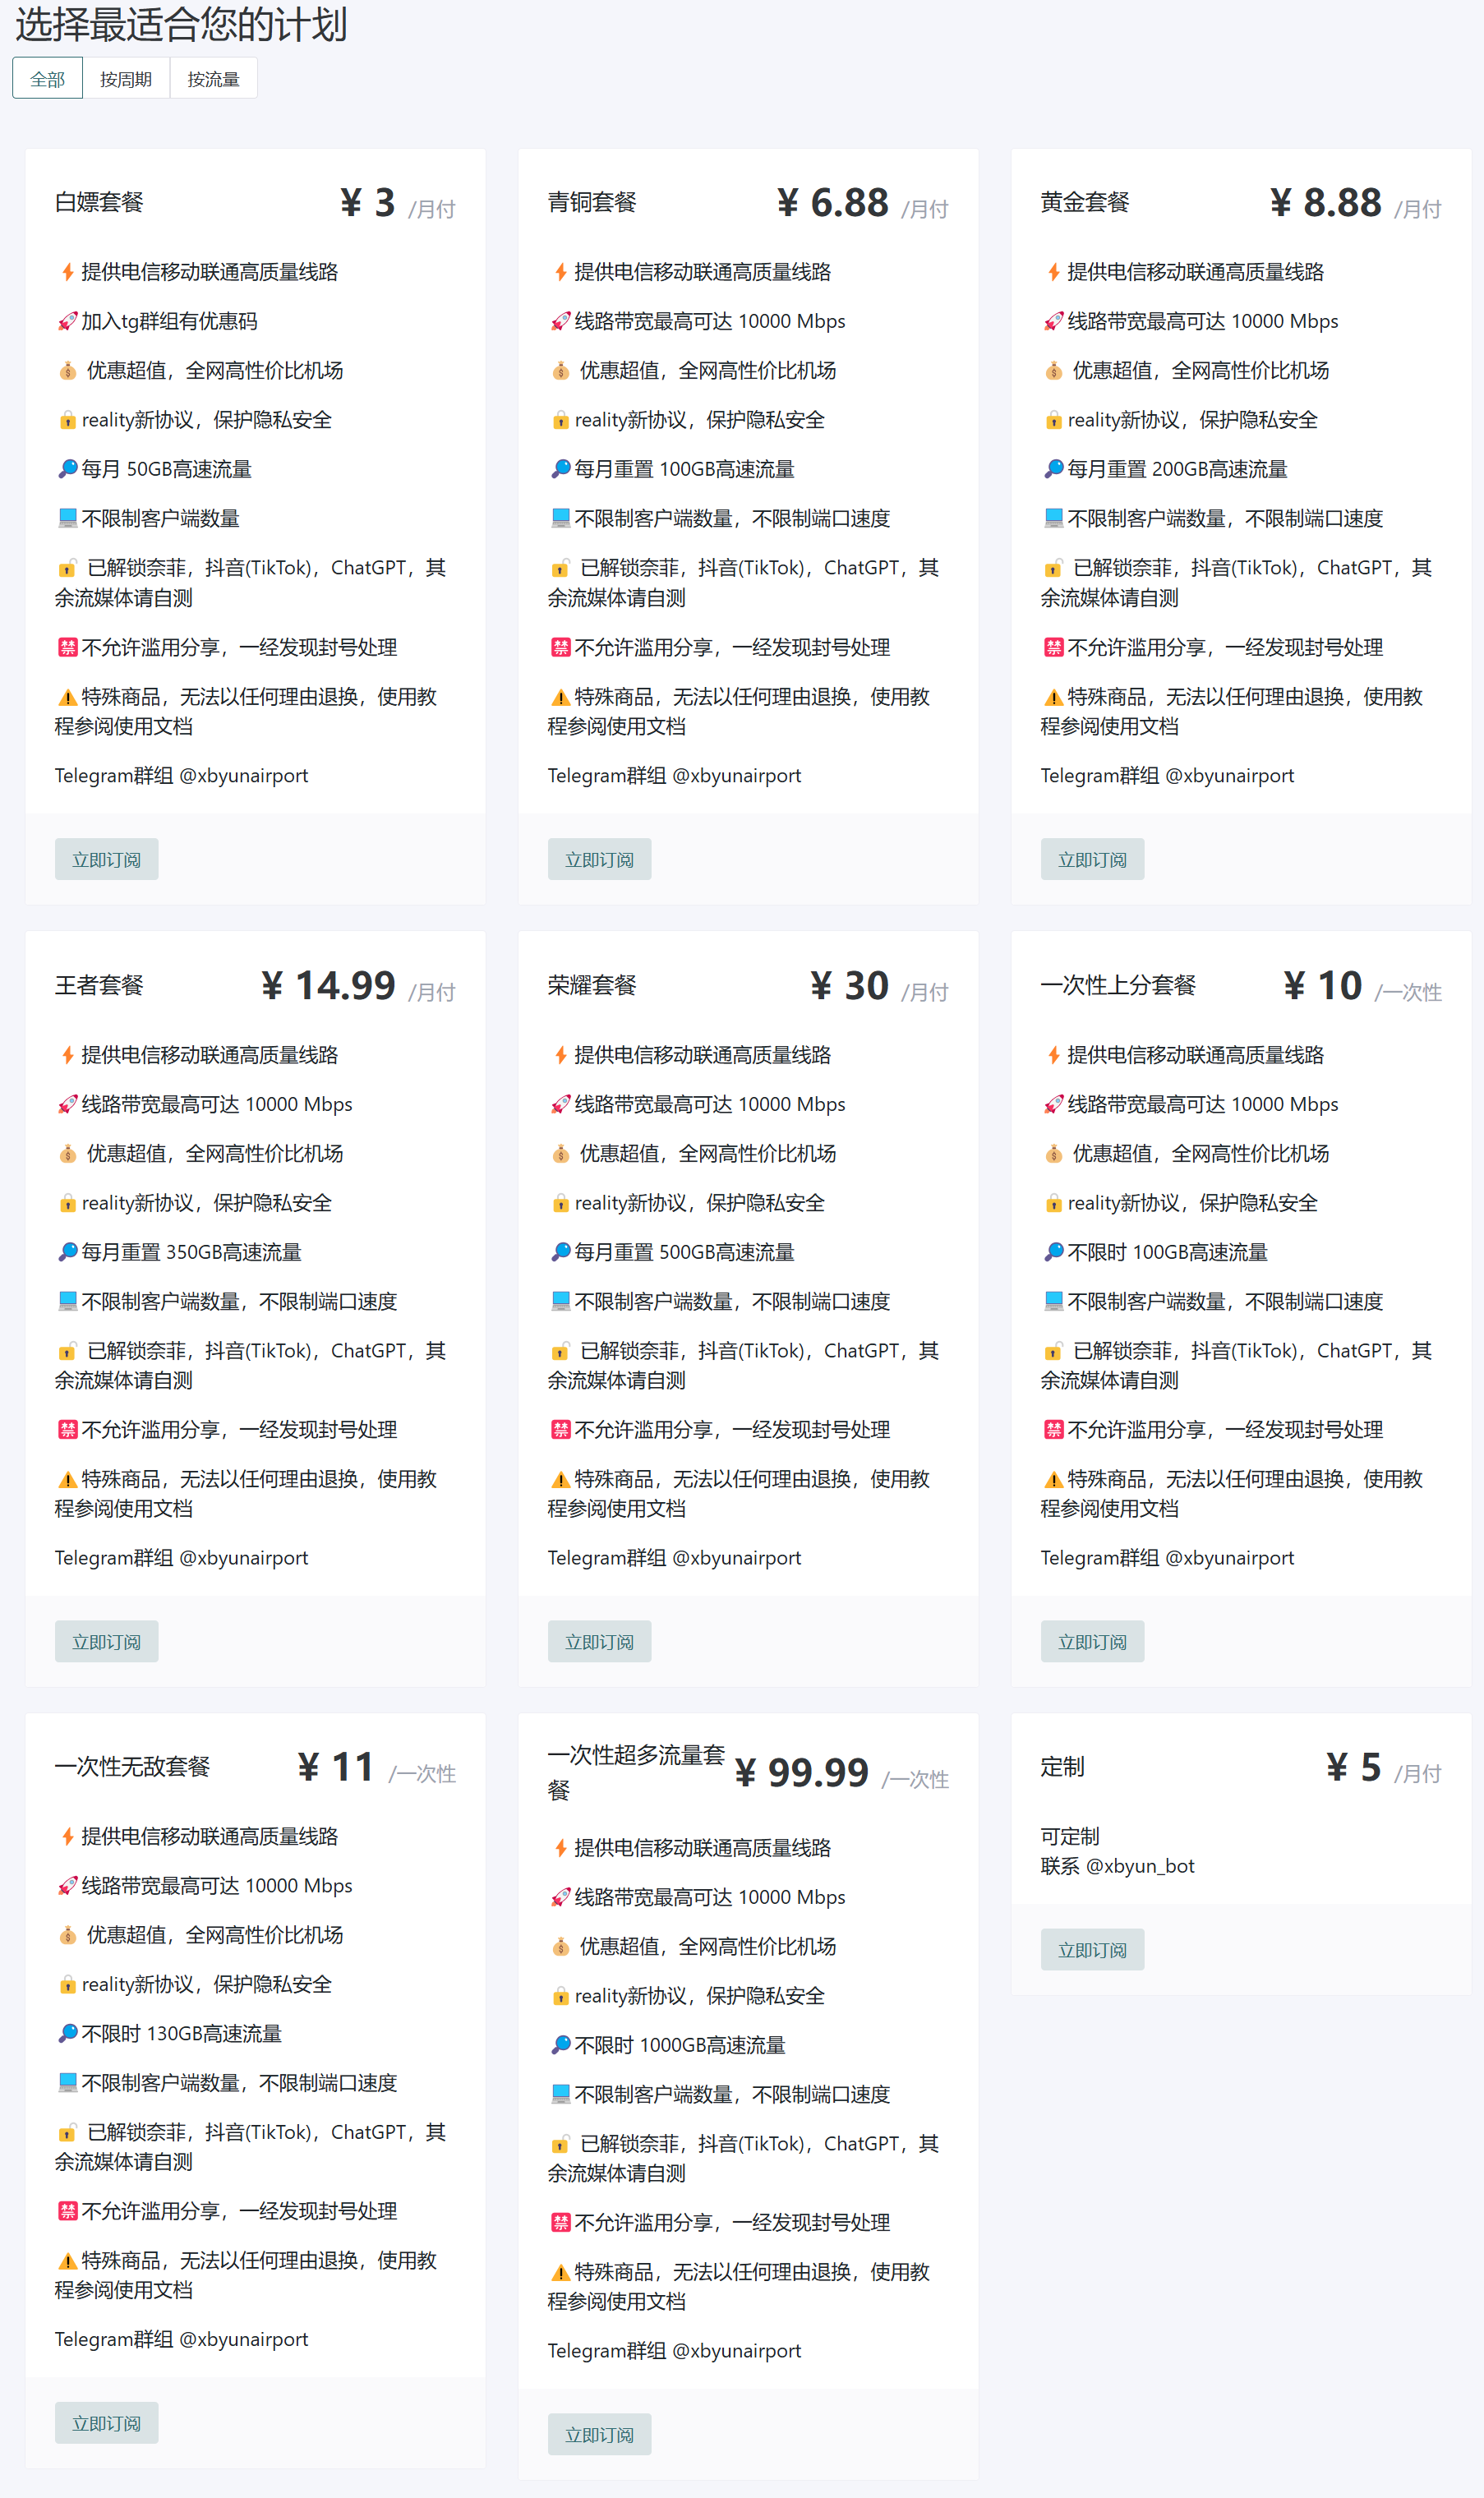 选择最适合您的计划
全部 按周期 按流量
白嫖套餐 ¥ 3 /月付
⚡提供电信移动联通高质量线路
🚀加入tg群组有优惠码
💰 优惠超值，全网高性价比机场
🔒reality新协议，保护隐私安全
🔎每月 50GB高速流量
💻不限制客户端数量
🔓 已解锁奈菲，抖音(TikTok)，ChatGPT，其
余流媒体请自测
🈲不允许滥用分享，一经发现封号处理
⚠️特殊商品，无法以任何理由退换，使用教
程参阅使用文档
Telegram群组 @xbyunairport
立即订阅
青铜套餐 ¥ 6.88 /月付
⚡提供电信移动联通高质量线路
🚀线路带宽最高可达 10000 Mbps
💰 优惠超值，全网高性价比机场
🔒reality新协议，保护隐私安全
🔎每月重置 100GB高速流量
💻不限制客户端数量，不限制端口速度
🔓 已解锁奈菲，抖音(TikTok)，ChatGPT，其
余流媒体请自测
🈲不允许滥用分享，一经发现封号处理
⚠️特殊商品，无法以任何理由退换，使用教
程参阅使用文档
Telegram群组 @xbyunairport
立即订阅
黄金套餐 ¥ 8.88 /月付
⚡提供电信移动联通高质量线路
🚀线路带宽最高可达 10000 Mbps
💰 优惠超值，全网高性价比机场
🔒reality新协议，保护隐私安全
🔎每月重置 200GB高速流量
💻不限制客户端数量，不限制端口速度
🔓 已解锁奈菲，抖音(TikTok)，ChatGPT，其
余流媒体请自测
🈲不允许滥用分享，一经发现封号处理
⚠️特殊商品，无法以任何理由退换，使用教
程参阅使用文档
Telegram群组 @xbyunairport
立即订阅
王者套餐 ¥ 14.99 /月付
⚡提供电信移动联通高质量线路
🚀线路带宽最高可达 10000 Mbps
💰 优惠超值，全网高性价比机场
🔒reality新协议，保护隐私安全
🔎每月重置 350GB高速流量
💻不限制客户端数量，不限制端口速度
🔓 已解锁奈菲，抖音(TikTok)，ChatGPT，其
余流媒体请自测
🈲不允许滥用分享，一经发现封号处理
⚠️特殊商品，无法以任何理由退换，使用教
程参阅使用文档
Telegram群组 @xbyunairport
立即订阅
荣耀套餐 ¥ 30 /月付
⚡提供电信移动联通高质量线路
🚀线路带宽最高可达 10000 Mbps
💰 优惠超值，全网高性价比机场
🔒reality新协议，保护隐私安全
🔎每月重置 500GB高速流量
💻不限制客户端数量，不限制端口速度
🔓 已解锁奈菲，抖音(TikTok)，ChatGPT，其
余流媒体请自测
🈲不允许滥用分享，一经发现封号处理
⚠️特殊商品，无法以任何理由退换，使用教
程参阅使用文档
Telegram群组 @xbyunairport
立即订阅
一次性上分套餐 ¥ 10 /一次性
⚡提供电信移动联通高质量线路
🚀线路带宽最高可达 10000 Mbps
💰 优惠超值，全网高性价比机场
🔒reality新协议，保护隐私安全
🔎不限时 100GB高速流量
💻不限制客户端数量，不限制端口速度
🔓 已解锁奈菲，抖音(TikTok)，ChatGPT，其
余流媒体请自测
🈲不允许滥用分享，一经发现封号处理
⚠️特殊商品，无法以任何理由退换，使用教
程参阅使用文档
Telegram群组 @xbyunairport
立即订阅
一次性无敌套餐 ¥ 11 /一次性
⚡提供电信移动联通高质量线路
🚀线路带宽最高可达 10000 Mbps
💰 优惠超值，全网高性价比机场
🔒reality新协议，保护隐私安全
🔎不限时 130GB高速流量
💻不限制客户端数量，不限制端口速度
🔓 已解锁奈菲，抖音(TikTok)，ChatGPT，其
余流媒体请自测
🈲不允许滥用分享，一经发现封号处理
⚠️特殊商品，无法以任何理由退换，使用教
程参阅使用文档
Telegram群组 @xbyunairport
立即订阅
一次性超多流量套
餐 ¥ 99.99 /一次性
⚡提供电信移动联通高质量线路
🚀线路带宽最高可达 10000 Mbps
💰 优惠超值，全网高性价比机场
🔒reality新协议，保护隐私安全
🔎不限时 1000GB高速流量
💻不限制客户端数量，不限制端口速度
🔓 已解锁奈菲，抖音(TikTok)，ChatGPT，其
余流媒体请自测
🈲不允许滥用分享，一经发现封号处理
⚠️特殊商品，无法以任何理由退换，使用教
程参阅使用文档
Telegram群组 @xbyunairport
立即订阅
定制 ¥ 5 /月付
可定制
联系 @xbyun_bot
立即订阅